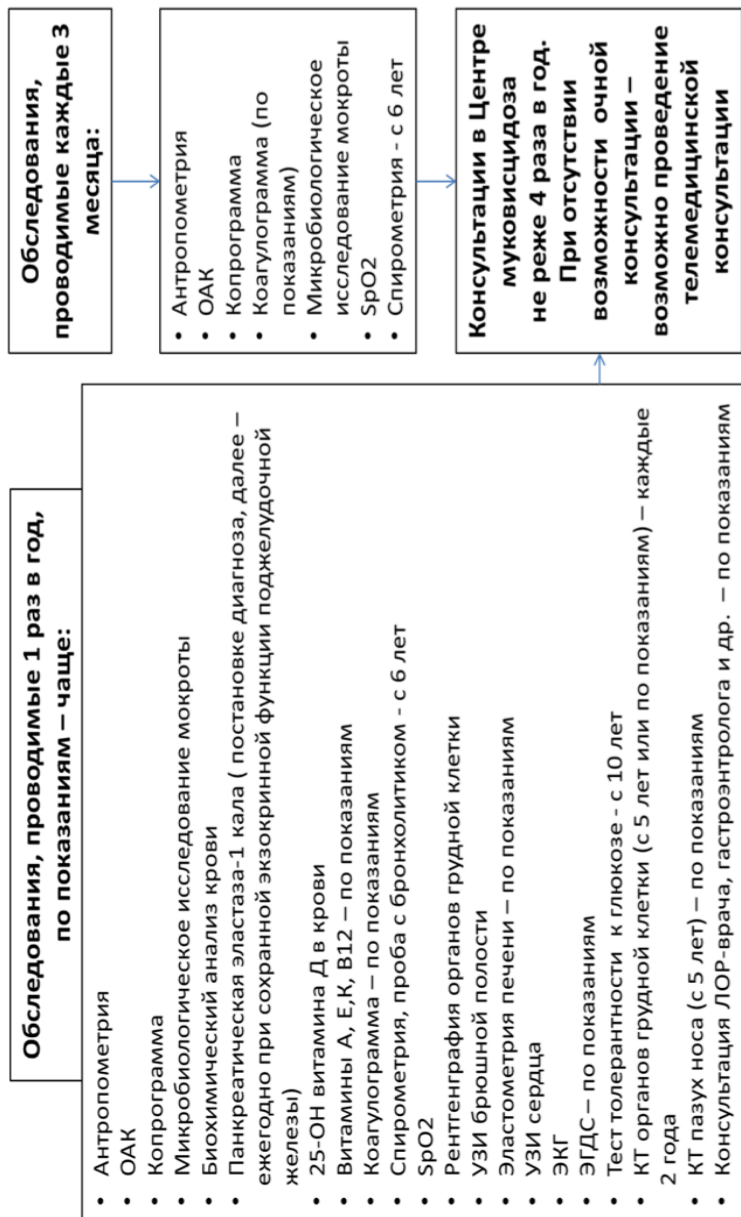 Обследования, проводимые 1 раз в год,
по показаниям – чаще:
• Антропометрия
• ОАК
• Копрограмма
• Микробиологическое исследование мокроты
• Биохимический анализ крови
• Панкреатическая эластаза-1 кала ( постановке диагноза, далее –
ежегодно при сохранной экзокринной функции поджелудочной
железы)
• 25-ОН витамина Д в крови
• Витамины А, Е,К, В12 – по показаниям
• Коагулограмма – по показаниям
• Спирометрия, проба с бронхолитиком - с 6 лет
• SpO2
• Рентгенграфия органов грудной клетки
• УЗИ брюшной полости
• Эластометрия печени – по показаниям
• УЗИ сердца
• ЭКГ
• ЭГДС – по показаниям
• Тест толерантности к глюкозе - с 10 лет
• КТ органов грудной клетки (с 5 лет или по показаниям) – каждые
2 года
• КТ пазух носа (с 5 лет) – по показаниям
• Консультация ЛОР-врача, гастроэнтролога и др. – по показаниям
Обследования,
проводимые каждые 3
месяца:
• Антропометрия
• ОАК
• Копрограмма
• Коагулограмма (по
показаниям)
• Микробиологическое
исследование мокроты
• SpO2
• Спирометрия - с 6 лет
Консультации в Центре
муковисцидоза
не реже 4 раза в год.
При отсутствии
возможности очной
консультации –
возможно проведение
телемедицинской
консультации